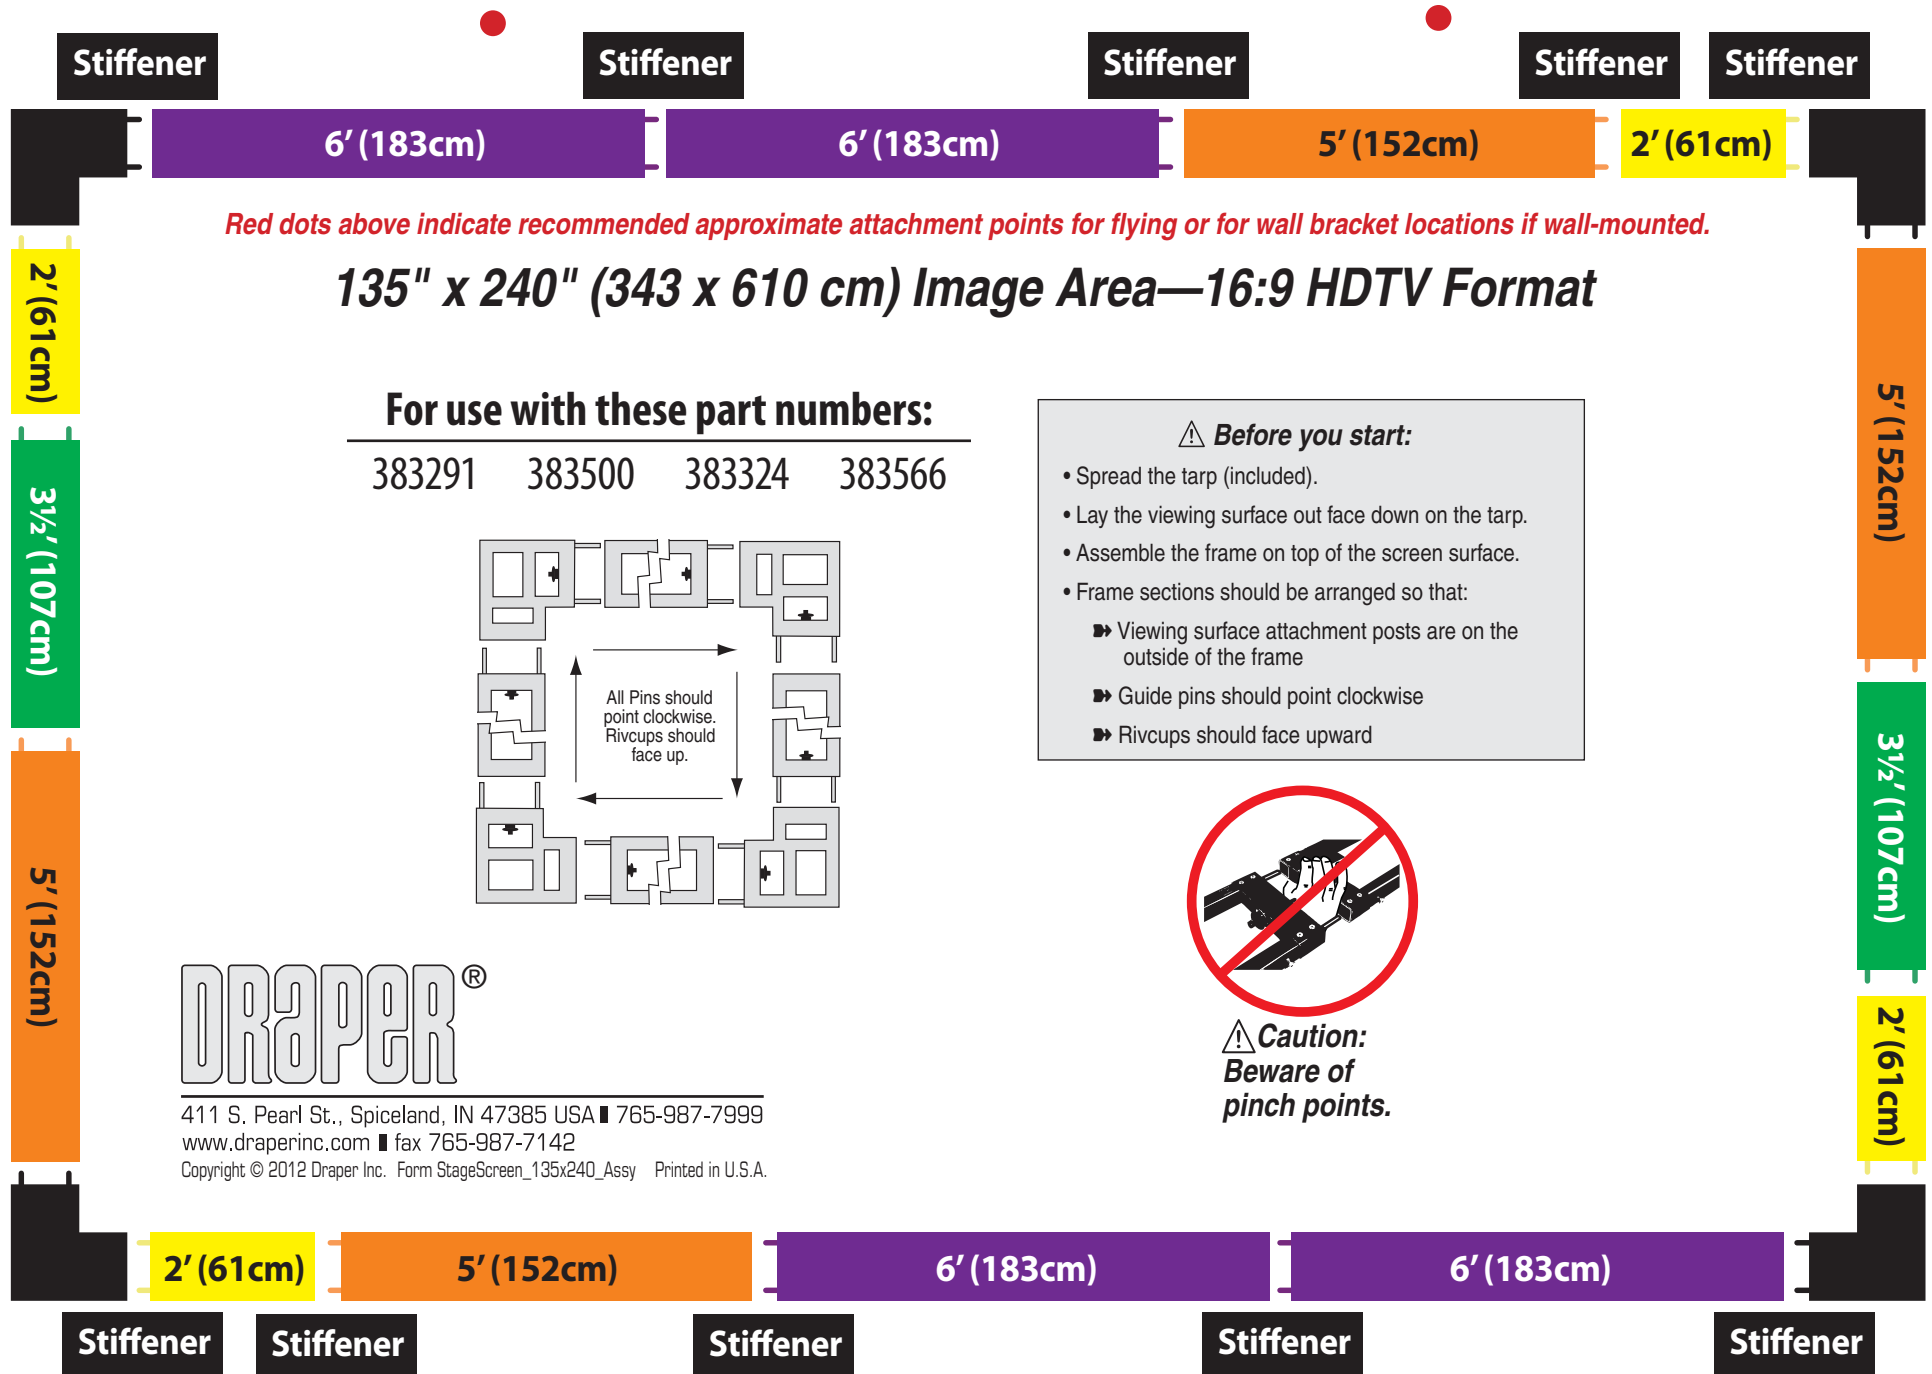 Stiffener Stiffener Stiffener Stiffener Stiffener
6’ (183cm) 6’ (183cm) 5’ (152cm) 2’ (61cm)
Red dots above indicate recommended approximate attachment points for flying or for wall bracket locations if wall-mounted.
135" x 240" (343 x 610 cm) Image Area—16:9 HDTV Format
2’ (61cm)
3½’ (107cm)
5’ (152cm)
For use with these part numbers:
383291 383500 383324 383566
All Pins should
point clockwise.
Rivcups should
face up.
⚠ Before you start:
• Spread the tarp (included).
• Lay the viewing surface out face down on the tarp.
• Assemble the frame on top of the screen surface.
• Frame sections should be arranged so that:
➽ Viewing surface attachment posts are on the
outside of the frame
➽ Guide pins should point clockwise
➽ Rivcups should face upward
5’ (152cm)
3½’ (107cm)
2’ (61cm)
⚠ Caution:
Beware of
pinch points.
DRAPER®
411 S. Pearl St., Spiceland, IN 47385 USA ▮ 765-987-7999
www.draperinc.com ▮ fax 765-987-7142
Copyright © 2012 Draper Inc. Form StageScreen_135x240_Assy Printed in U.S.A.
2’ (61cm) 5’ (152cm) 6’ (183cm) 6’ (183cm)
Stiffener Stiffener Stiffener Stiffener Stiffener